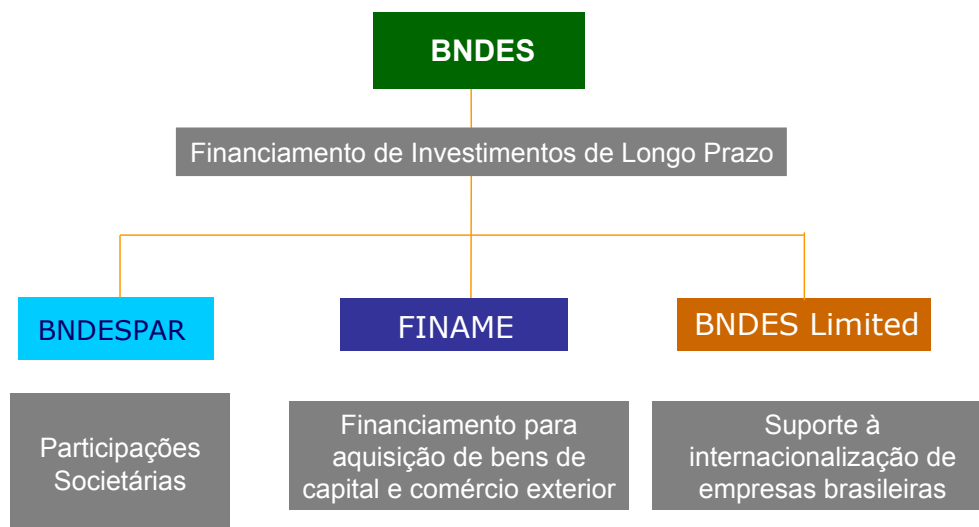 BNDES
Financiamento de Investimentos de Longo Prazo
BNDESPAR
FINAME
BNDES Limited
Participações
Societárias
Financiamento para
aquisição de bens de
capital e comércio exterior
Suporte à
internacionalização de
empresas brasileiras